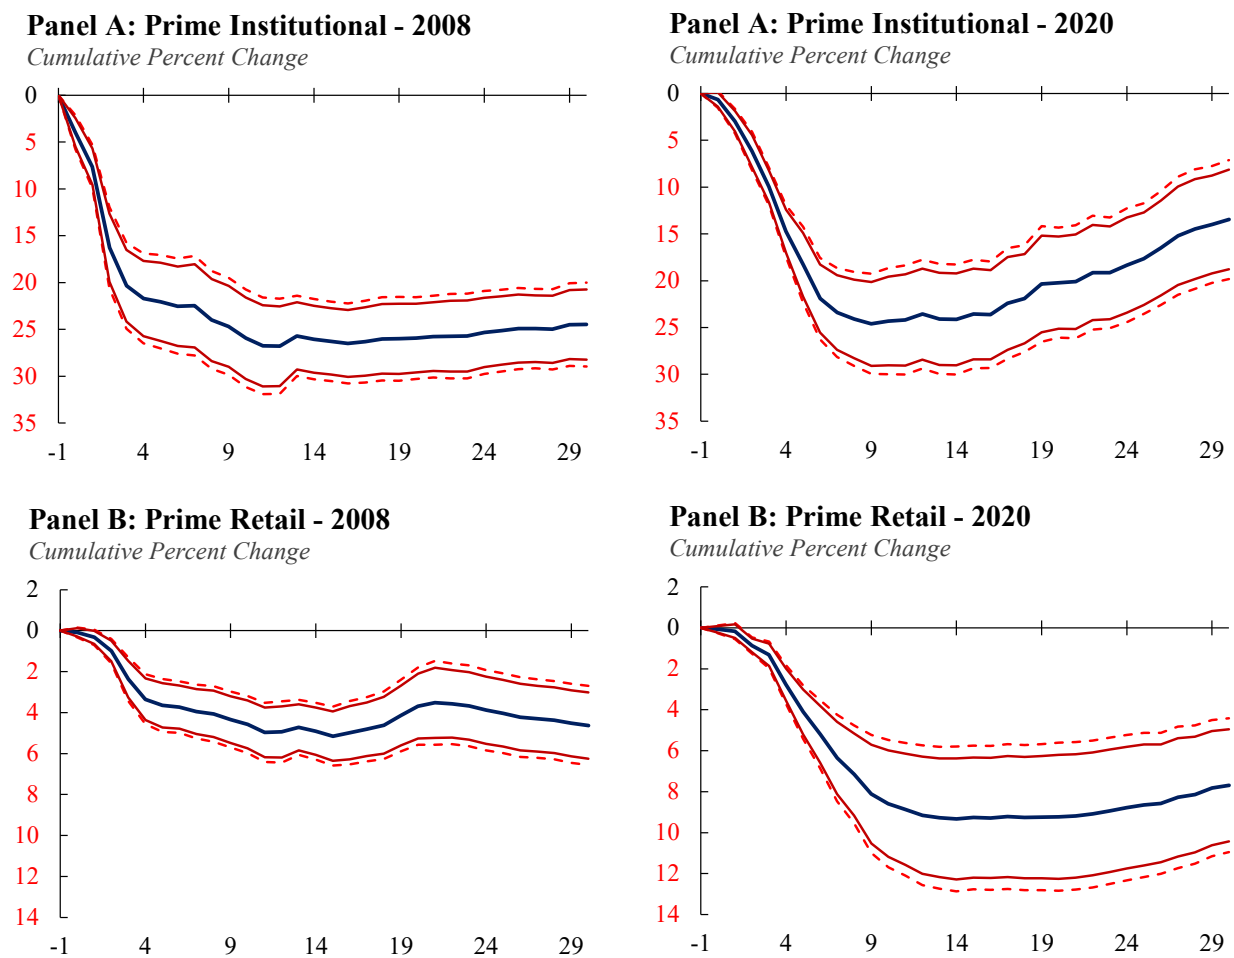 Panel A: Prime Institutional - 2008
Cumulative Percent Change
0
5
10
15
20
25
30
35
-1 4 9 14 19 24 29
Panel A: Prime Institutional - 2020
Cumulative Percent Change
0
5
10
15
20
25
30
35
-1 4 9 14 19 24 29
Panel B: Prime Retail - 2008
Cumulative Percent Change
2
0
2
4
6
8
10
12
14
-1 4 9 14 19 24 29
Panel B: Prime Retail - 2020
Cumulative Percent Change
2
0
2
4
6
8
10
12
14
-1 4 9 14 19 24 29